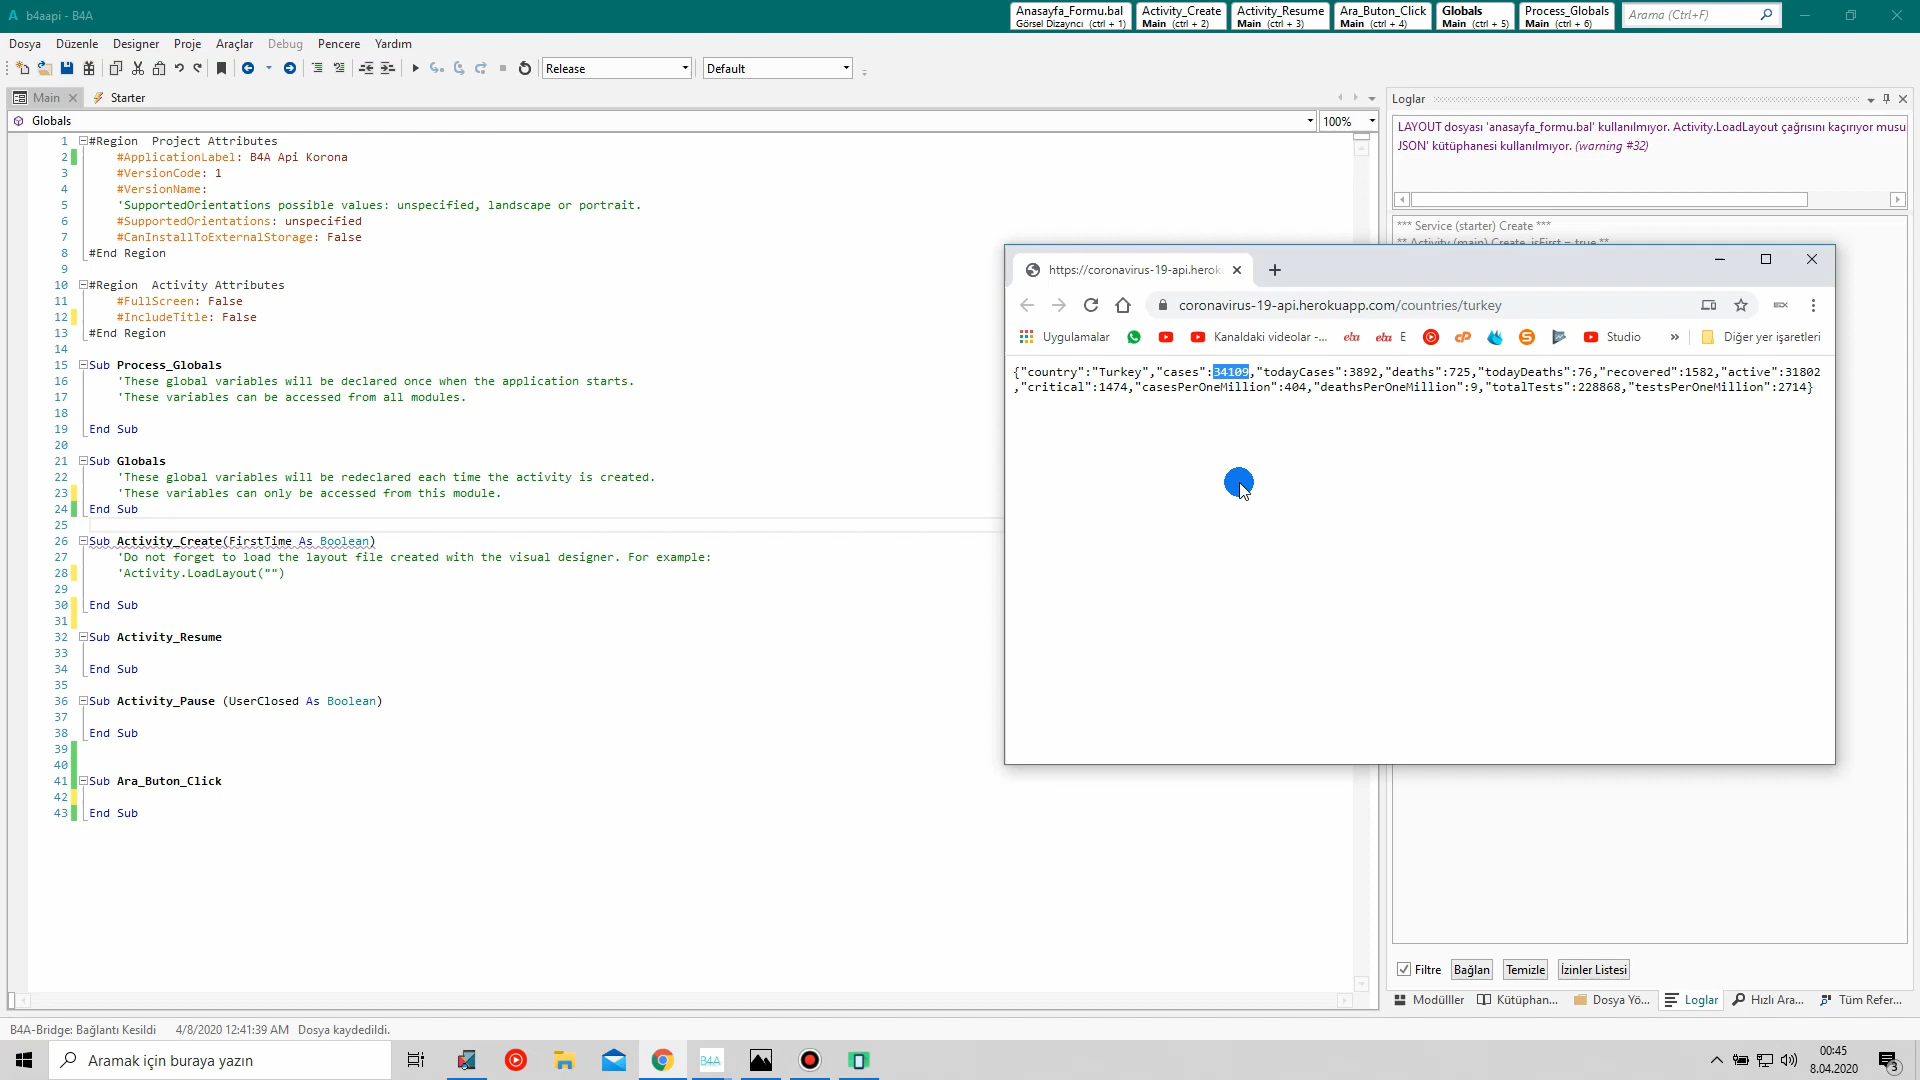 b4aapi - B4A
Anasayfa_Formu.bal
Görsel Dizayncı (ctrl + 1)
Activity_Create
Main (ctrl + 2)
Activity_Resume
Main (ctrl + 3)
Ara_Buton_Click
Main (ctrl + 4)
Globals
Main (ctrl + 5)
Process_Globals
Main (ctrl + 6)
Arama (Ctrl+F)
Dosya Düzenle Designer Proje Araçlar Debug Pencere Yardım
Release Default
Main Starter
Globals 100%
1 #Region Project Attributes
2 #ApplicationLabel: B4A Api Korona
3 #VersionCode: 1
4 #VersionName:
5 'SupportedOrientations possible values: unspecified, landscape or portrait.
6 #SupportedOrientations: unspecified
7 #CanInstallToExternalStorage: False
8 #End Region
9
10 #Region Activity Attributes
11 #FullScreen: False
12 #IncludeTitle: False
13 #End Region
14
15 Sub Process_Globals
16 'These global variables will be declared once when the application starts.
17 'These variables can be accessed from all modules.
18
19 End Sub
20
21 Sub Globals
22 'These global variables will be redeclared each time the activity is created.
23 'These variables can only be accessed from this module.
24 End Sub
25
26 Sub Activity_Create(FirstTime As Boolean)
27 'Do not forget to load the layout file created with the visual designer. For example:
28 'Activity.LoadLayout("")
29
30 End Sub
31
32 Sub Activity_Resume
33
34 End Sub
35
36 Sub Activity_Pause (UserClosed As Boolean)
37
38 End Sub
39
40
41 Sub Ara_Buton_Click
42
43 End Sub
Loglar
LAYOUT dosyası 'anasayfa_formu.bal' kullanılmıyor. Activity.LoadLayout çağrısını kaçırıyor musu
JSON' kütüphanesi kullanılmıyor. (warning #32)
*** Service (starter) Create ***
** Activity (main) Create, isFirst = true **
https://coronavirus-19-api.herok
coronavirus-19-api.herokuapp.com/countries/turkey
Uygulamalar Kanaldaki videolar -... eba eba E Studio » Diğer yer işaretleri
{"country":"Turkey","cases":34109,"todayCases":3892,"deaths":725,"todayDeaths":76,"recovered":1582,"active":31802
,"critical":1474,"casesPerOneMillion":404,"deathsPerOneMillion":9,"totalTests":228868,"testsPerOneMillion":2714}
Filtre Bağlan Temizle İzinler Listesi
Modülller Kütüphan... Dosya Yö... Loglar Hızlı Ara... Tüm Refer...
B4A-Bridge: Bağlantı Kesildi 4/8/2020 12:41:39 AM Dosya kaydedildi.
Aramak için buraya yazın
B4A
00:45
8.04.2020
3